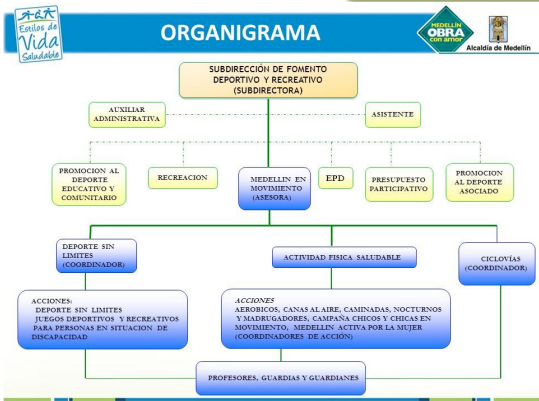 Estilos de
Vida
Saludable
ORGANIGRAMA
MEDELLÍN
OBRA
con amor
Alcaldía de Medellín
SUBDIRECCIÓN DE FOMENTO
DEPORTIVO Y RECREATIVO
(SUBDIRECTORA)
AUXILIAR
ADMINISTRATIVA
ASISTENTE
PROMOCION AL
DEPORTE
EDUCATIVO Y
COMUNITARIO
RECREACION
MEDELLIN EN
MOVIMIENTO
(ASESORA)
EPD
PRESUPUESTO
PARTICIPATIVO
PROMOCION
AL DEPORTE
ASOCIADO
DEPORTE SIN
LIMITES
(COORDINADOR)
ACTIVIDAD FISICA SALUDABLE
CICLOVÍAS
(COORDINADOR)
ACCIONES:
DEPORTE SIN LIMITES
JUEGOS DEPORTIVOS Y RECREATIVOS
PARA PERSONAS EN SITUACION DE
DISCAPACIDAD
ACCIONES
AEROBICOS, CANAS AL AIRE, CAMINADAS, NOCTURNOS
Y MADRUGADORES, CAMPAÑA CHICOS Y CHICAS EN
MOVIMIENTO, MEDELLIN ACTIVA POR LA MUJER
(COORDINADORES DE ACCIÓN)
PROFESORES, GUARDIAS Y GUARDIANES